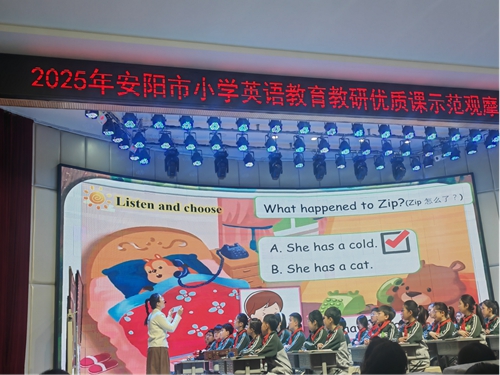 2025年安阳市小学英语教育教研优质课示范观摩
Listen and choose
What happened to Zip?(Zip 怎么了?)
A. She has a cold. ✓
B. She has a cat.